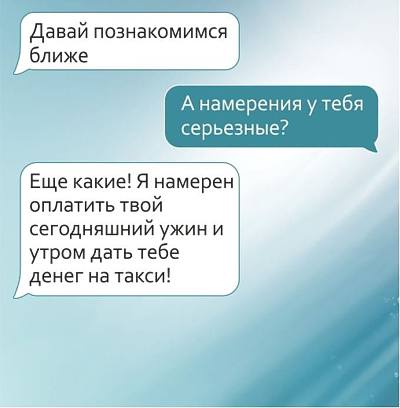 Давай познакомимся
ближе
А намерения у тебя
серьезные?
Еще какие! Я намерен
оплатить твой
сегодняшний ужин и
утром дать тебе
денег на такси!